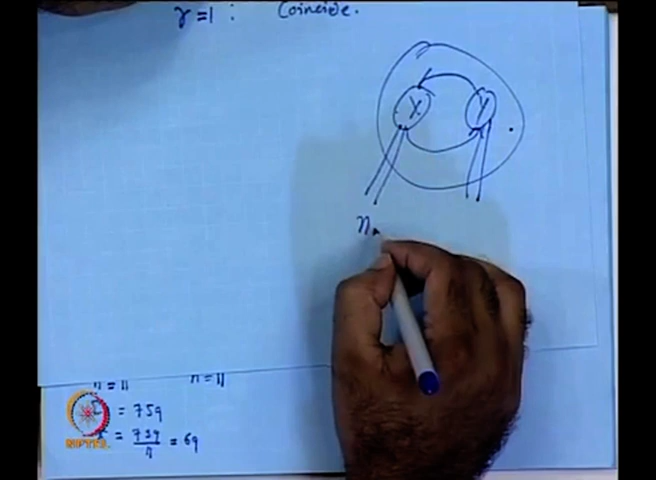 γ =1 : Coincide.
X Y
n
n = 11 n = 11
= 759
= 759 / 11 = 69
NPTEL